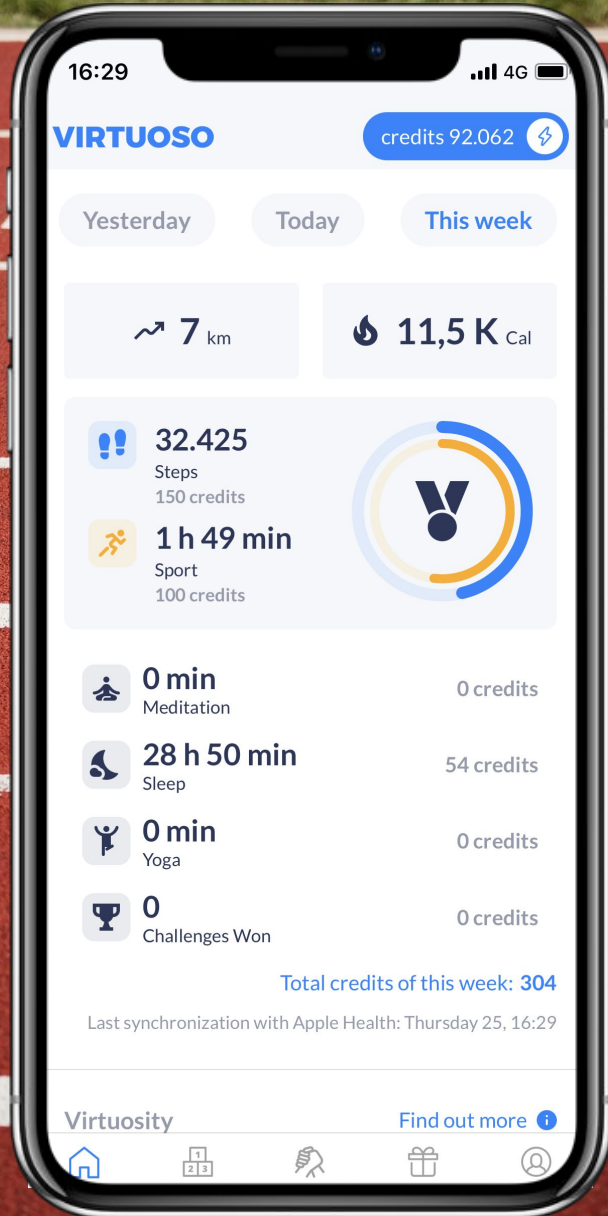 16:29
4G
VIRTUOSO
credits 92.062
Yesterday
Today
This week
7 km
11,5 K Cal
32.425
Steps
150 credits
1 h 49 min
Sport
100 credits
0 min
Meditation
0 credits
28 h 50 min
Sleep
54 credits
0 min
Yoga
0 credits
0
Challenges Won
0 credits
Total credits of this week: 304
Last synchronization with Apple Health: Thursday 25, 16:29
Virtuosity
Find out more i
1
2 3